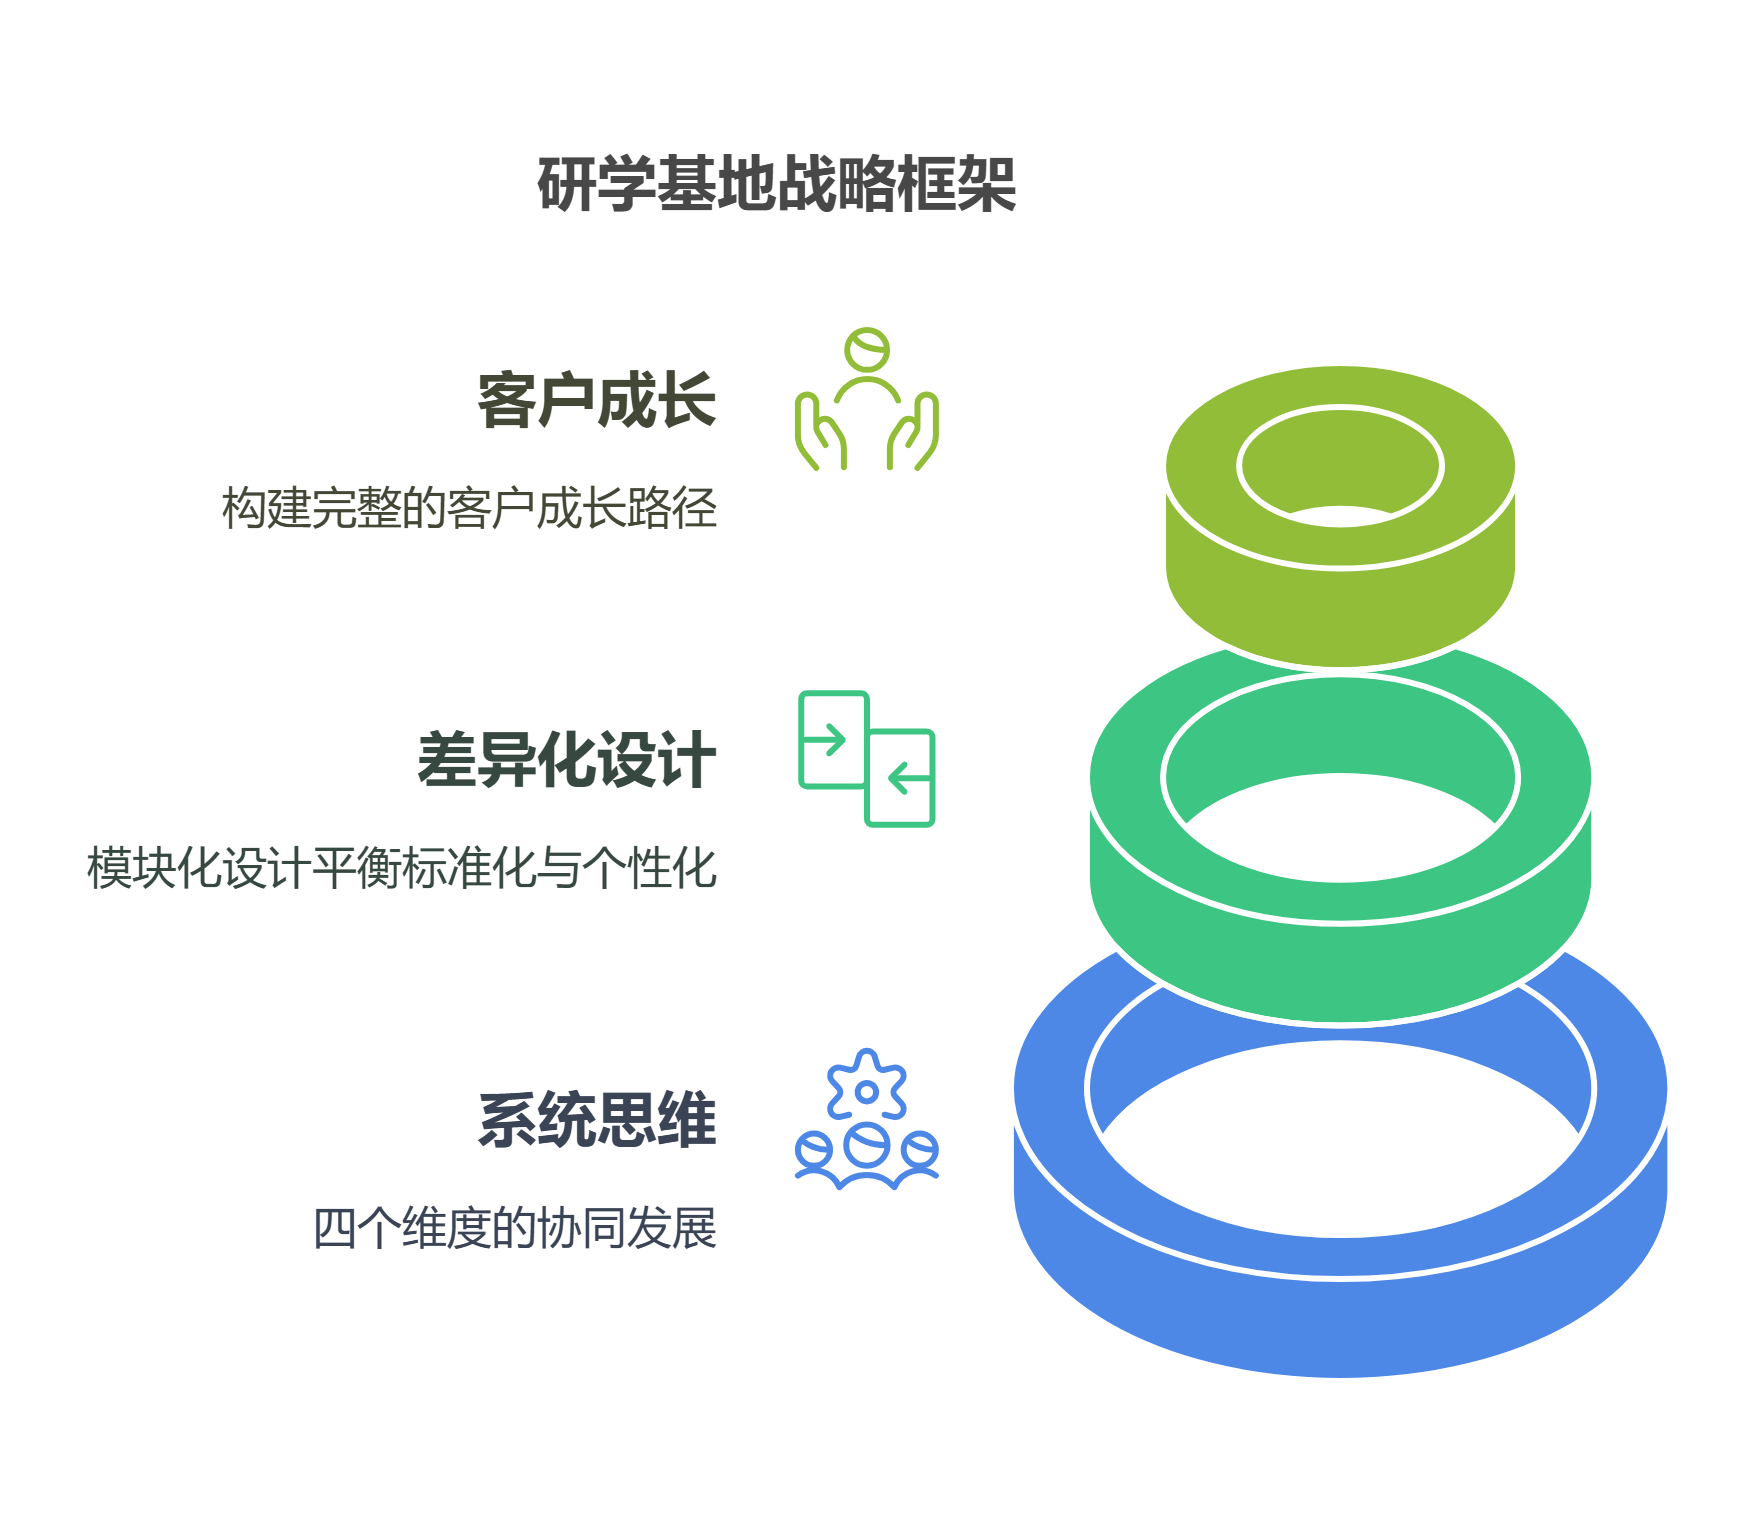 研学基地战略框架
客户成长
构建完整的客户成长路径
差异化设计
模块化设计平衡标准化与个性化
系统思维
四个维度的协同发展